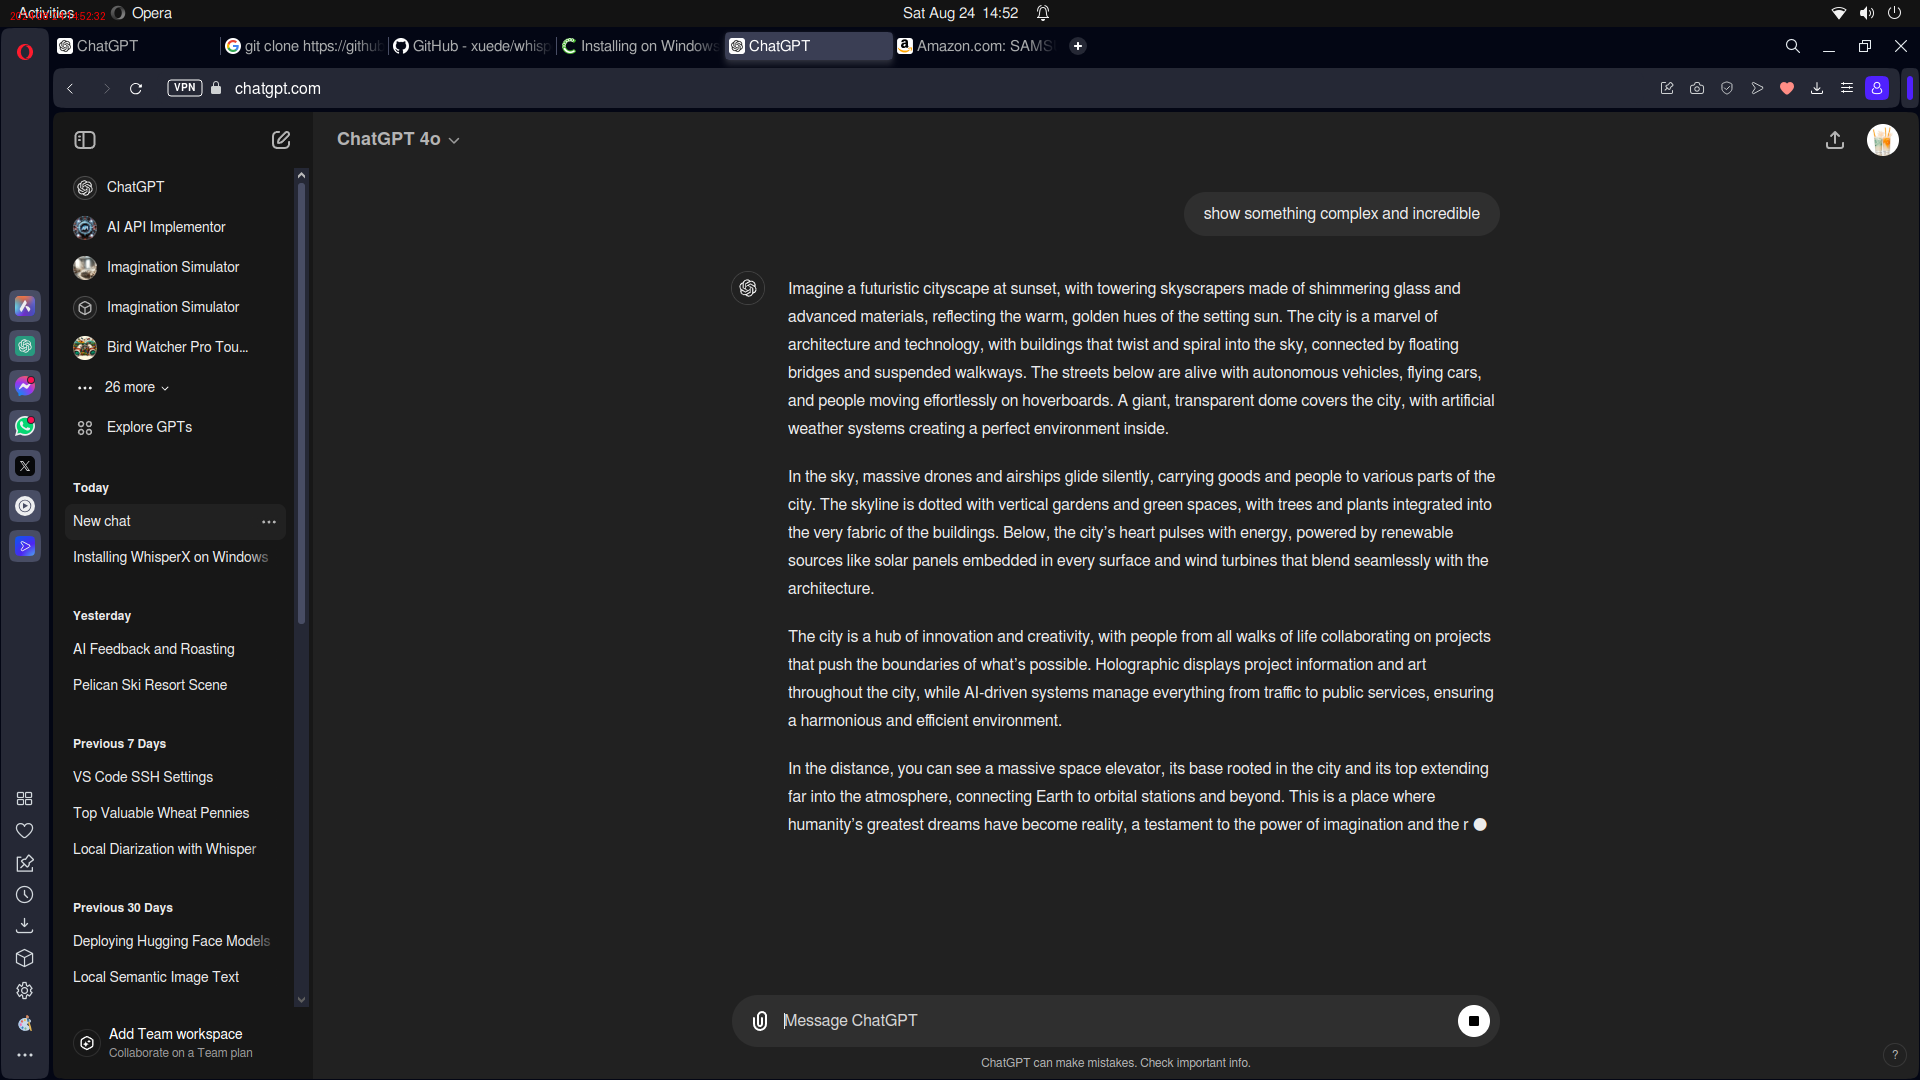 Activities
Opera
Sat Aug 24 14:52
ChatGPT
git clone https://github
GitHub - xuede/whisp
Installing on Windows
ChatGPT
Amazon.com: SAMS
VPN
chatgpt.com
ChatGPT
AI API Implementor
Imagination Simulator
Imagination Simulator
Bird Watcher Pro Tou...
26 more
Explore GPTs
Today
New chat
Installing WhisperX on Windows
Yesterday
AI Feedback and Roasting
Pelican Ski Resort Scene
Previous 7 Days
VS Code SSH Settings
Top Valuable Wheat Pennies
Local Diarization with Whisper
Previous 30 Days
Deploying Hugging Face Models
Local Semantic Image Text
Add Team workspace
Collaborate on a Team plan
ChatGPT 4o
show something complex and incredible
Imagine a futuristic cityscape at sunset, with towering skyscrapers made of shimmering glass and
advanced materials, reflecting the warm, golden hues of the setting sun. The city is a marvel of
architecture and technology, with buildings that twist and spiral into the sky, connected by floating
bridges and suspended walkways. The streets below are alive with autonomous vehicles, flying cars,
and people moving effortlessly on hoverboards. A giant, transparent dome covers the city, with artificial
weather systems creating a perfect environment inside.
In the sky, massive drones and airships glide silently, carrying goods and people to various parts of the
city. The skyline is dotted with vertical gardens and green spaces, with trees and plants integrated into
the very fabric of the buildings. Below, the city's heart pulses with energy, powered by renewable
sources like solar panels embedded in every surface and wind turbines that blend seamlessly with the
architecture.
The city is a hub of innovation and creativity, with people from all walks of life collaborating on projects
that push the boundaries of what's possible. Holographic displays project information and art
throughout the city, while AI-driven systems manage everything from traffic to public services, ensuring
a harmonious and efficient environment.
In the distance, you can see a massive space elevator, its base rooted in the city and its top extending
far into the atmosphere, connecting Earth to orbital stations and beyond. This is a place where
humanity's greatest dreams have become reality, a testament to the power of imagination and the r
Message ChatGPT
ChatGPT can make mistakes. Check important info.
?